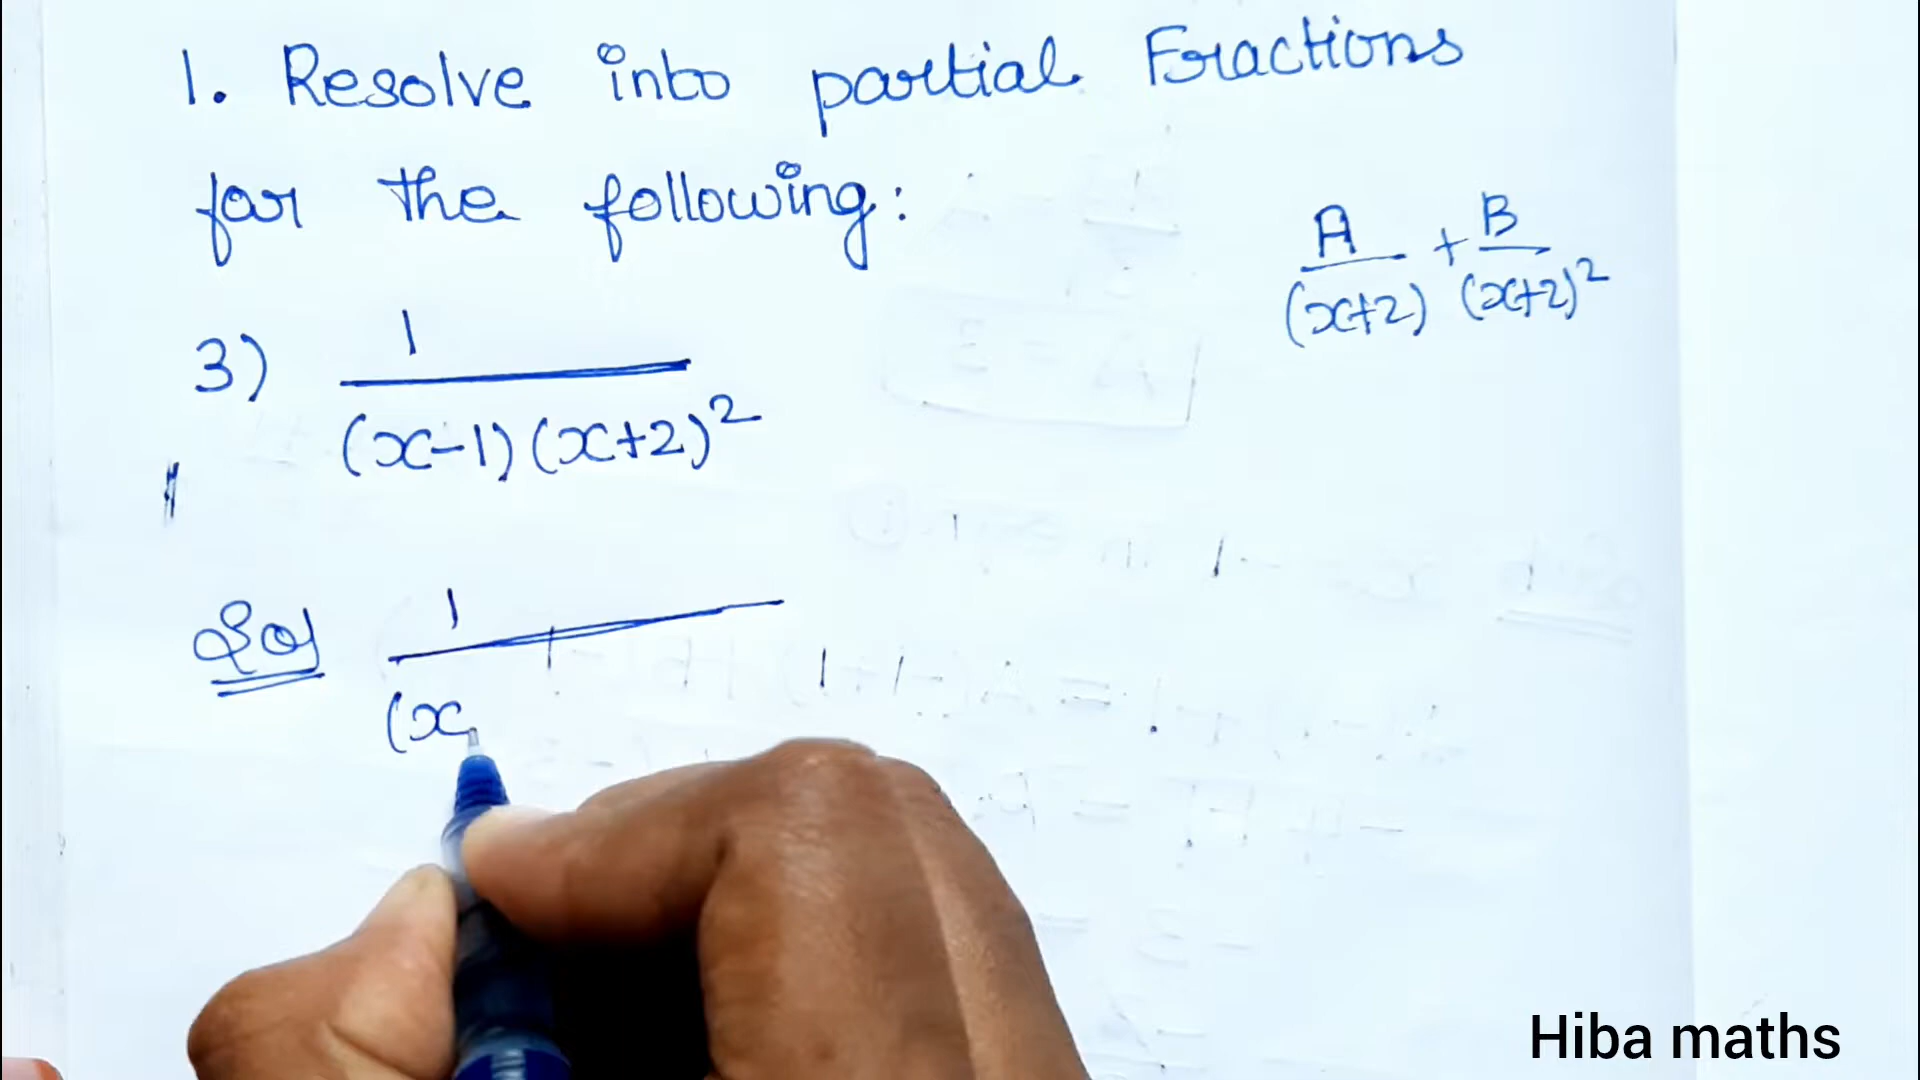 1. Resolve into partial Fractions
for the following:
A/(x+2) + B/(x+2)²
3) 1/(x-1)(x+2)²
Sol 1/(x
Hiba maths